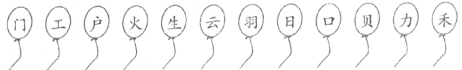 门 工 户 火 生 云 羽 日 口 贝 力 禾